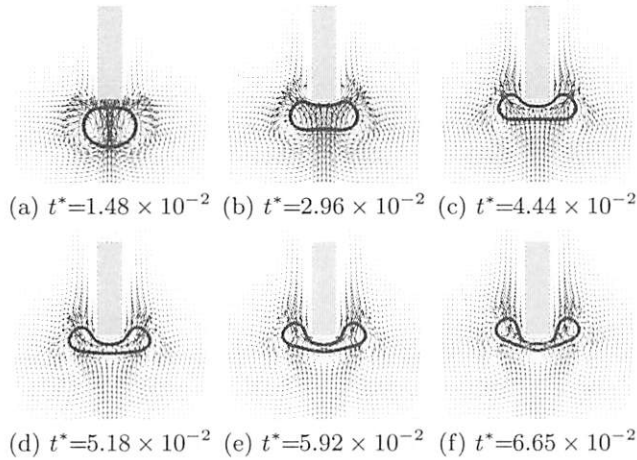 (a) t*=1.48 × 10⁻² (b) t*=2.96 × 10⁻² (c) t*=4.44 × 10⁻²
(d) t*=5.18 × 10⁻² (e) t*=5.92 × 10⁻² (f) t*=6.65 × 10⁻²